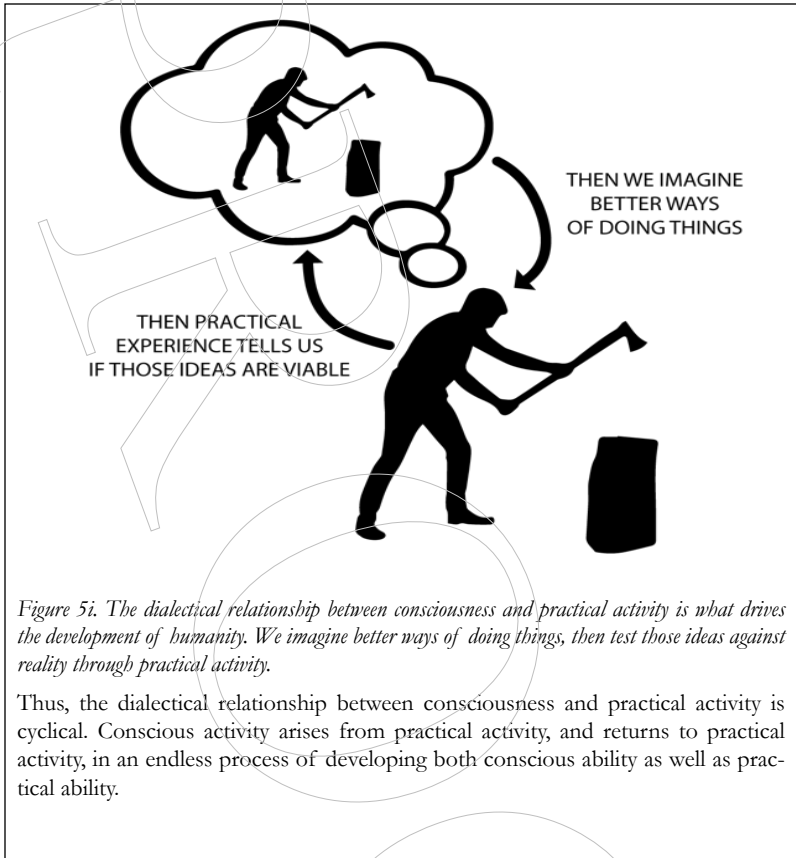 THEN WE IMAGINE
BETTER WAYS
OF DOING THINGS
THEN PRACTICAL
EXPERIENCE TELLS US
IF THOSE IDEAS ARE VIABLE
Figure 5i. The dialectical relationship between consciousness and practical activity is what drives
the development of humanity. We imagine better ways of doing things, then test those ideas against
reality through practical activity.
Thus, the dialectical relationship between consciousness and practical activity is
cyclical. Conscious activity arises from practical activity, and returns to practical
activity, in an endless process of developing both conscious ability as well as prac-
tical ability.